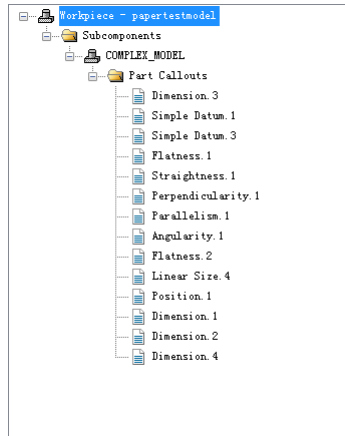 Workpiece - papertestmodel
Subcomponents
COMPLEX_MODEL
Part Callouts
Dimension.3
Simple Datum.1
Simple Datum.3
Flatness.1
Straightness.1
Perpendicularity.1
Parallelism.1
Angularity.1
Flatness.2
Linear Size.4
Position.1
Dimension.1
Dimension.2
Dimension.4